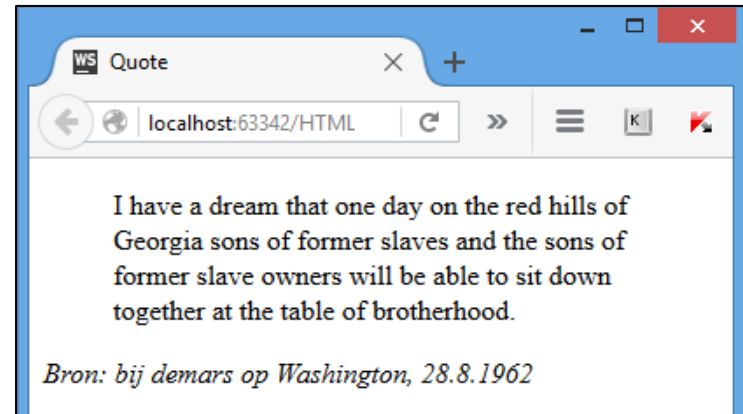 WS Quote
localhost:63342/HTML
K
I have a dream that one day on the red hills of
Georgia sons of former slaves and the sons of
former slave owners will be able to sit down
together at the table of brotherhood.
Bron: bij demars op Washington, 28.8.1962